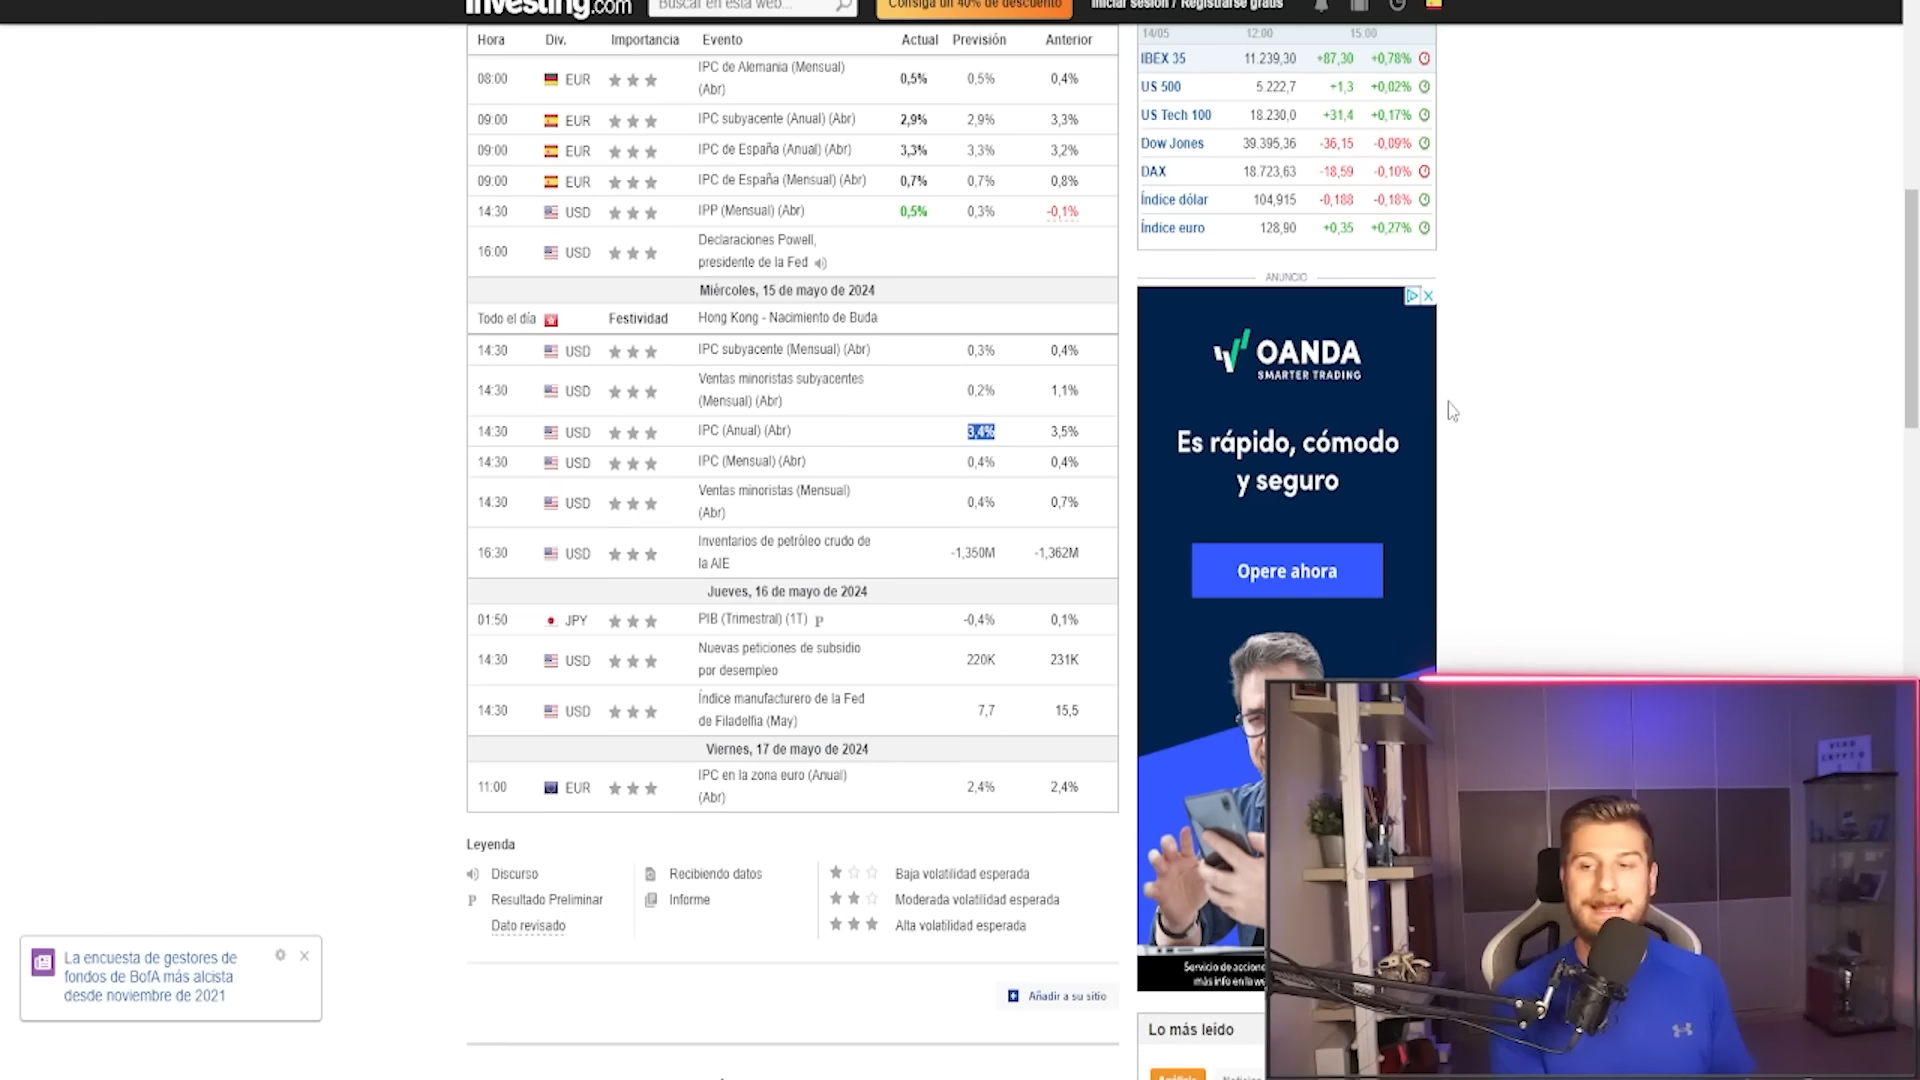 Investing.com Buscar en esta web... Consiga un 40% de descuento Iniciar sesión / Registrarse gratis
Hora Div. Importancia Evento Actual Previsión Anterior
08:00 EUR IPC de Alemania (Mensual)
(Abr) 0,5% 0,5% 0,4%
09:00 EUR IPC subyacente (Anual) (Abr) 2,9% 2,9% 3,3%
09:00 EUR IPC de España (Anual) (Abr) 3,3% 3,3% 3,2%
09:00 EUR IPC de España (Mensual) (Abr) 0,7% 0,7% 0,8%
14:30 USD IPP (Mensual) (Abr) 0,5% 0,3% -0,1%
16:00 USD Declaraciones Powell,
presidente de la Fed
Miércoles, 15 de mayo de 2024
Todo el día Festividad Hong Kong - Nacimiento de Buda
14:30 USD IPC subyacente (Mensual) (Abr) 0,3% 0,4%
14:30 USD Ventas minoristas subyacentes
(Mensual) (Abr) 0,2% 1,1%
14:30 USD IPC (Anual) (Abr) 3,4% 3,5%
14:30 USD IPC (Mensual) (Abr) 0,4% 0,4%
14:30 USD Ventas minoristas (Mensual)
(Abr) 0,4% 0,7%
16:30 USD Inventarios de petróleo crudo de
la AIE -1,350M -1,362M
Jueves, 16 de mayo de 2024
01:50 JPY PIB (Trimestral) (1T) P -0,4% 0,1%
14:30 USD Nuevas peticiones de subsidio
por desempleo 220K 231K
14:30 USD Índice manufacturero de la Fed
de Filadelfia (May) 7,7 15,5
Viernes, 17 de mayo de 2024
11:00 EUR IPC en la zona euro (Anual)
(Abr) 2,4% 2,4%
Leyenda
Discurso Recibiendo datos Baja volatilidad esperada
P Resultado Preliminar Informe Moderada volatilidad esperada
Dato revisado Alta volatilidad esperada
La encuesta de gestores de
fondos de BofA más alcista
desde noviembre de 2021
Añadir a su sitio
14/05 12:00 15:00
IBEX 35 11.239,30 +87,30 +0,78%
US 500 5.222,7 +1,3 +0,02%
US Tech 100 18.230,0 +31,4 +0,17%
Dow Jones 39.395,36 -36,15 -0,09%
DAX 18.723,63 -18,59 -0,10%
Índice dólar 104,915 -0,188 -0,18%
Índice euro 128,90 +0,35 +0,27%
ANUNCIO
OANDA
SMARTER TRADING
Es rápido, cómodo
y seguro
Opere ahora
Servicio de
más info en la
Lo más leído
Análisis Noticias